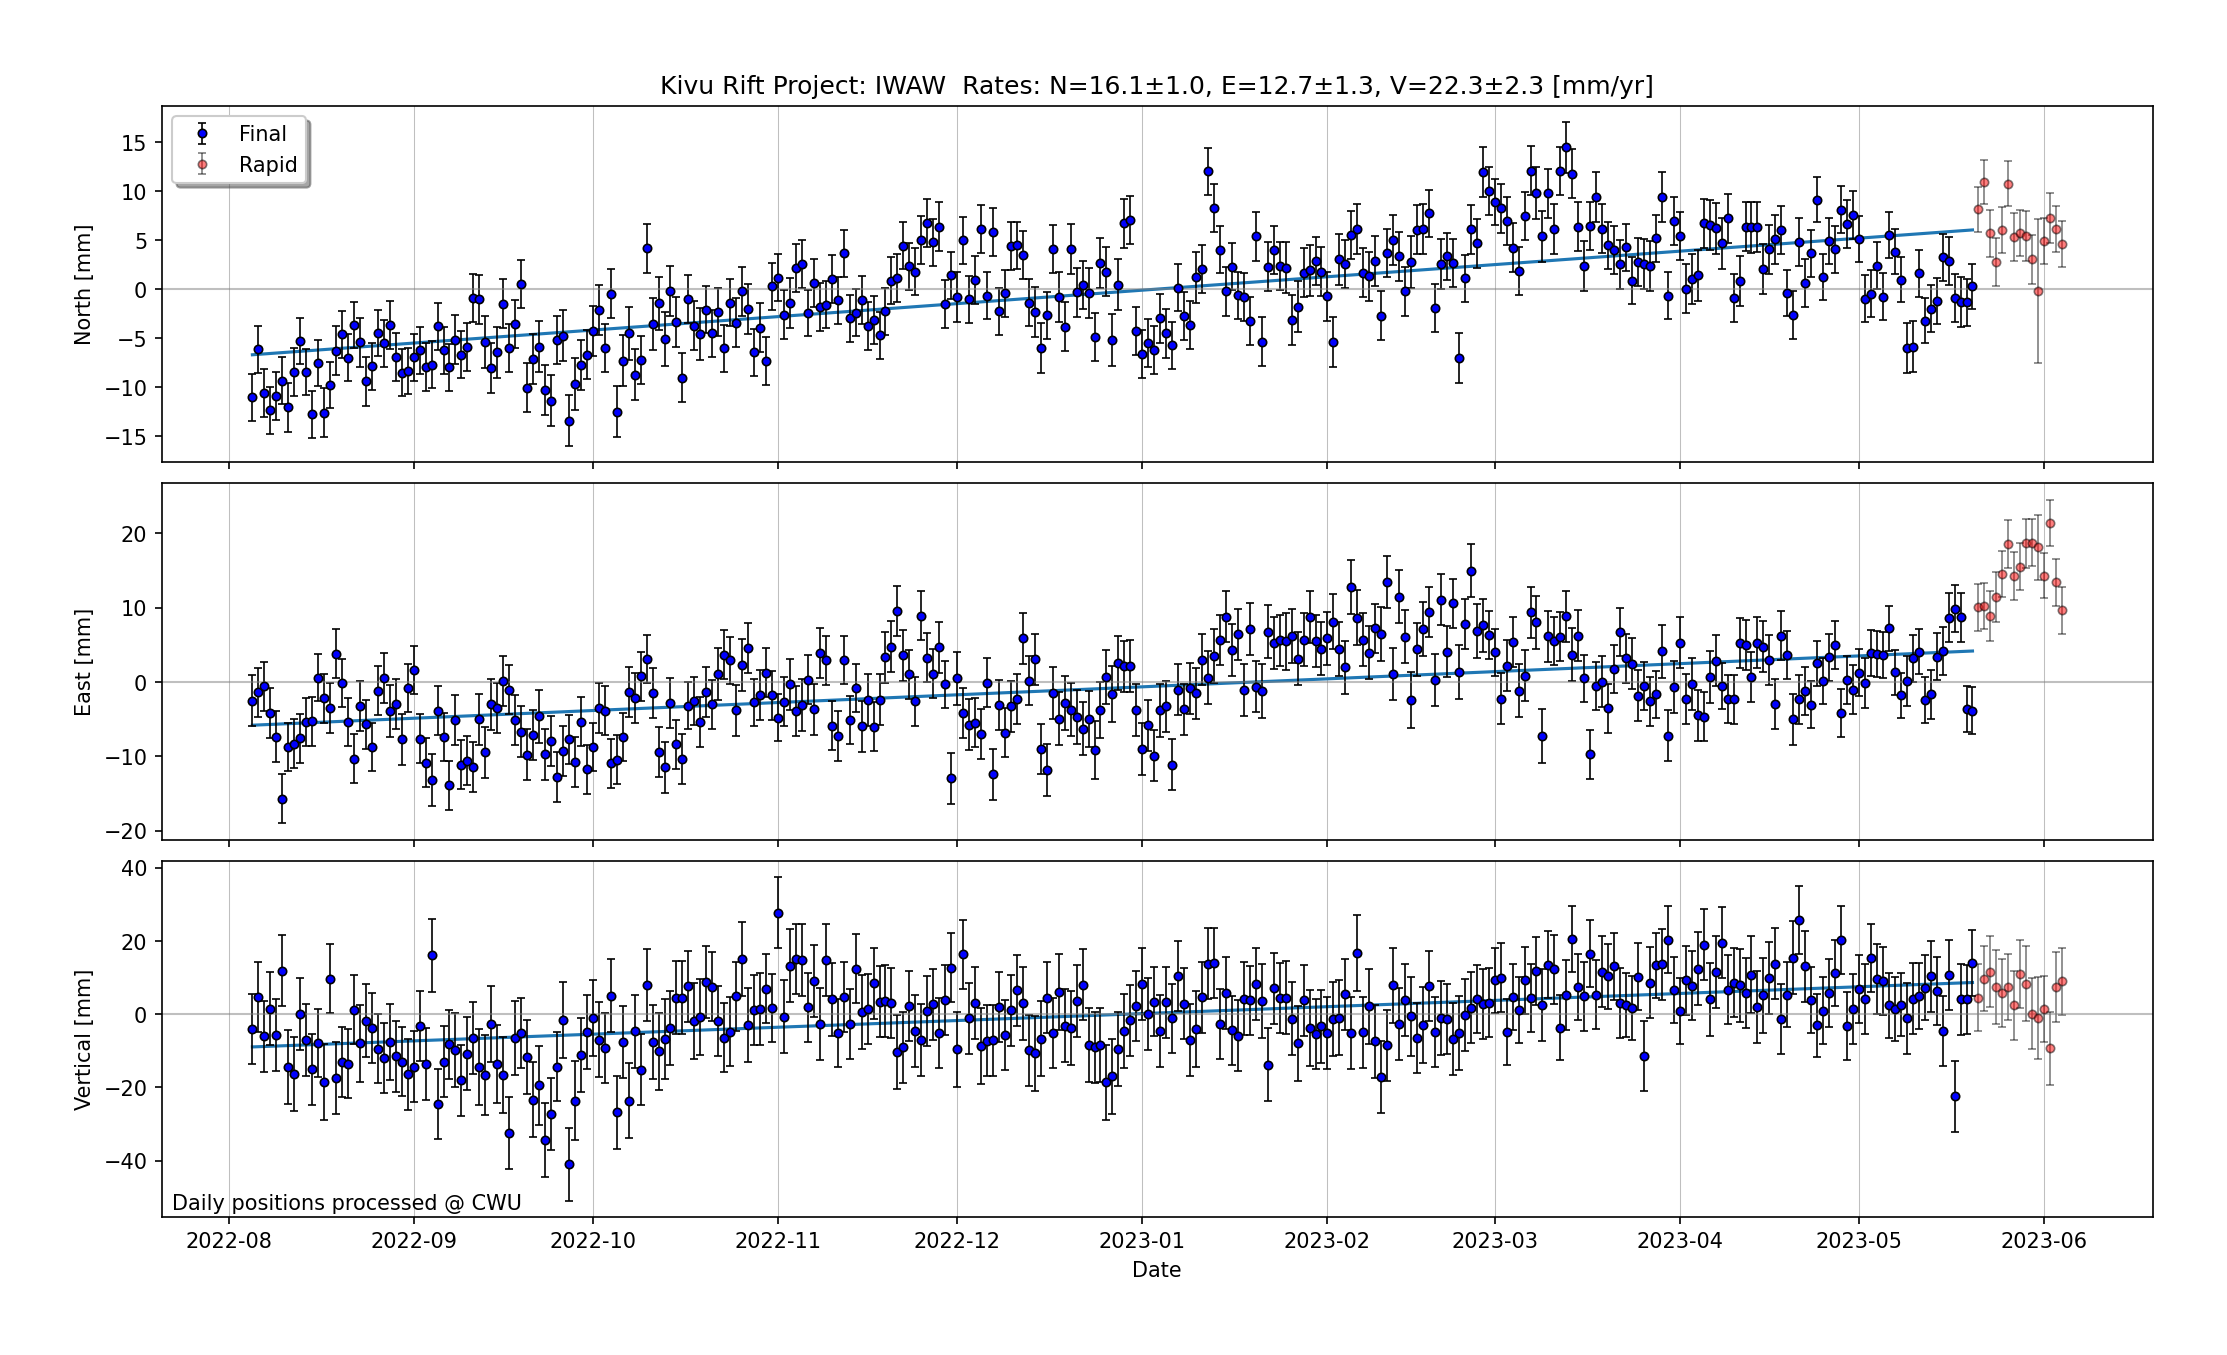 Kivu Rift Project: IWAW  Rates: N=16.1±1.0, E=12.7±1.3, V=22.3±2.3 [mm/yr]
Final
Rapid
North [mm]
15
10
5
0
−5
−10
−15
East [mm]
20
10
0
−10
−20
Vertical [mm]
40
20
0
−20
−40
Daily positions processed @ CWU
2022-08 2022-09 2022-10 2022-11 2022-12 2023-01 2023-02 2023-03 2023-04 2023-05 2023-06
Date